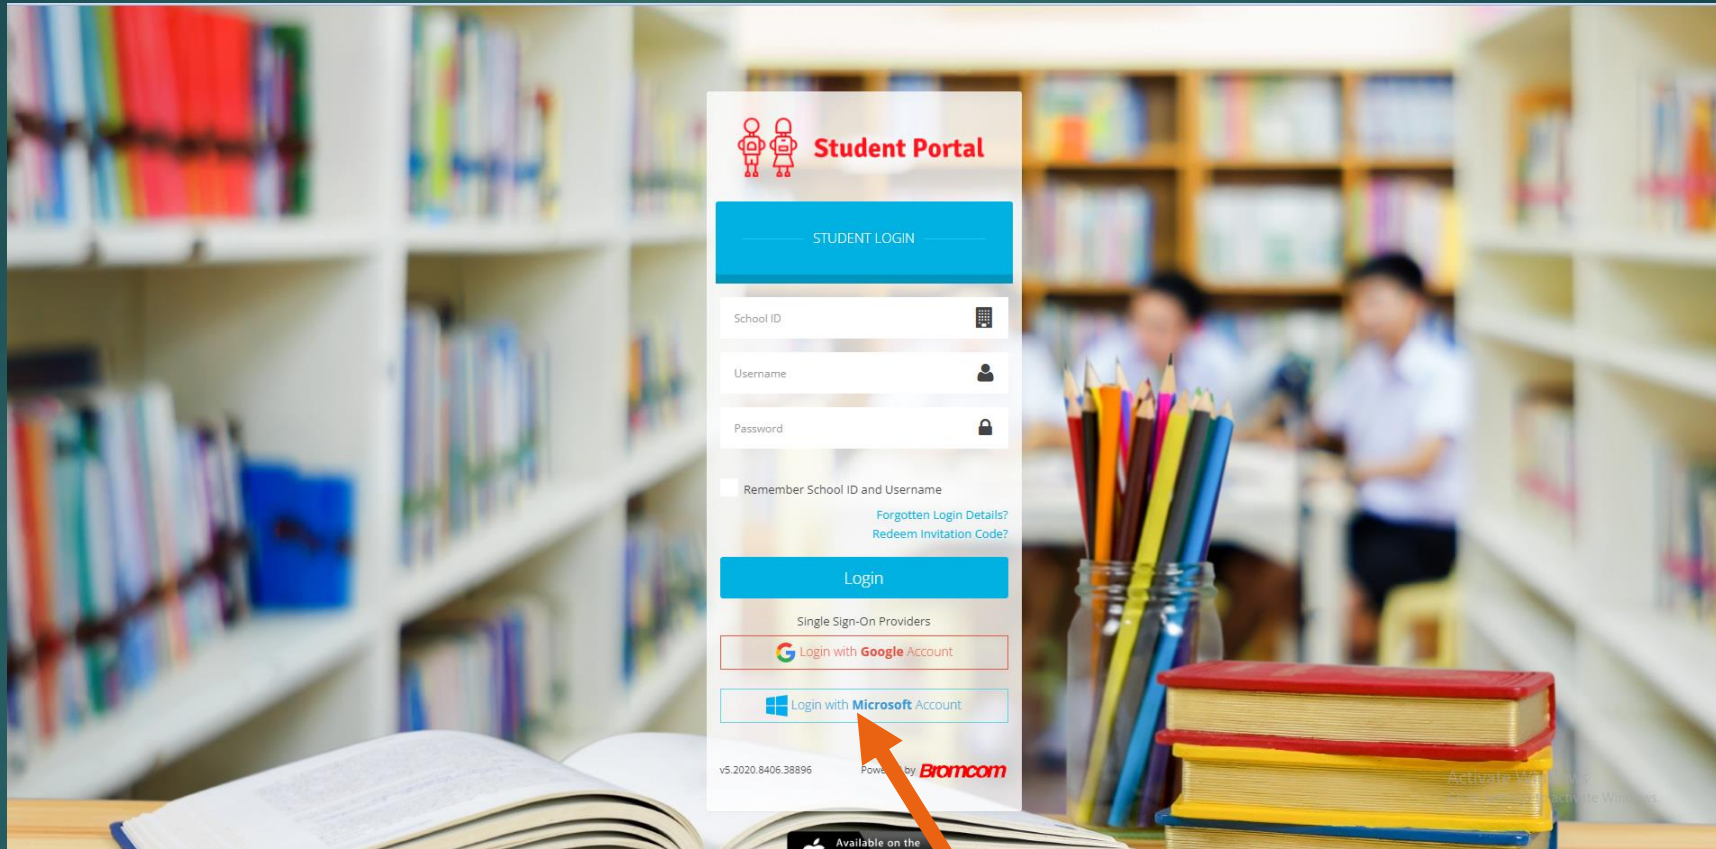 Student Portal
STUDENT LOGIN
School ID
Username
Password
Remember School ID and Username
Forgotten Login Details?
Redeem Invitation Code?
Login
Single Sign-On Providers
Login with Google Account
Login with Microsoft Account
v5.2020.8406.38896
by Bromcom
Available on the
Activate